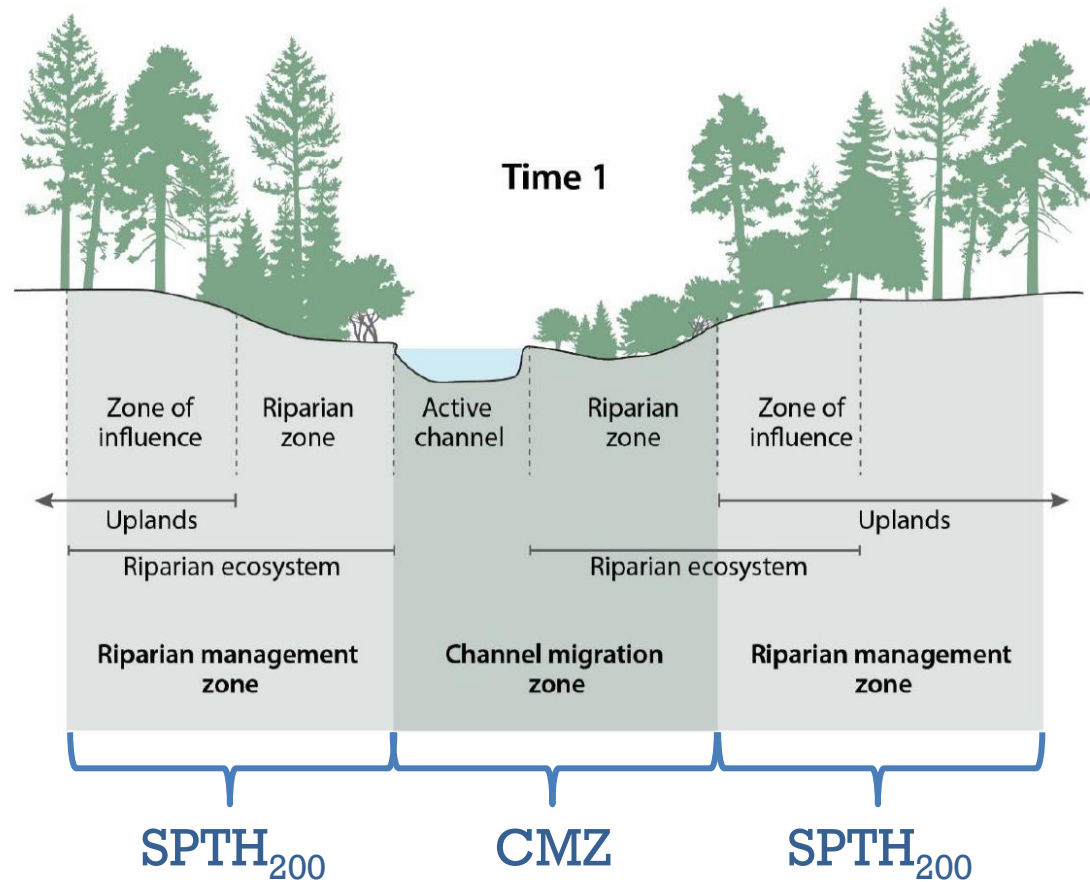 Time 1
Zone of
influence
Riparian
zone
Active
channel
Riparian
zone
Zone of
influence
Uplands
Uplands
Riparian ecosystem
Riparian ecosystem
Riparian management
zone
Channel migration
zone
Riparian management
zone
SPTH₂₀₀
CMZ
SPTH₂₀₀